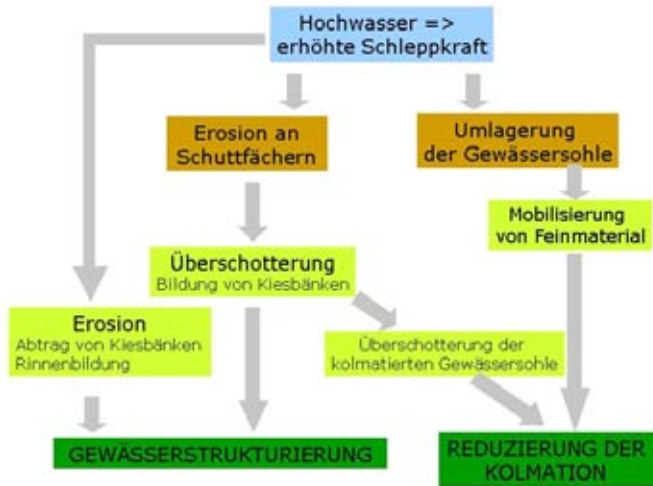 Hochwasser =>
erhöhte Schleppkraft
Erosion an
Schuttfächern
Umlagerung
der Gewässersohle
Mobilisierung
von Feinmaterial
Überschotterung
Bildung von Kiesbänken
Erosion
Abtrag von Kiesbänken
Rinnenbildung
Überschotterung der
kolmatierten Gewässersohle
GEWÄSSERSTRUKTURIERUNG
REDUZIERUNG DER
KOLMATION